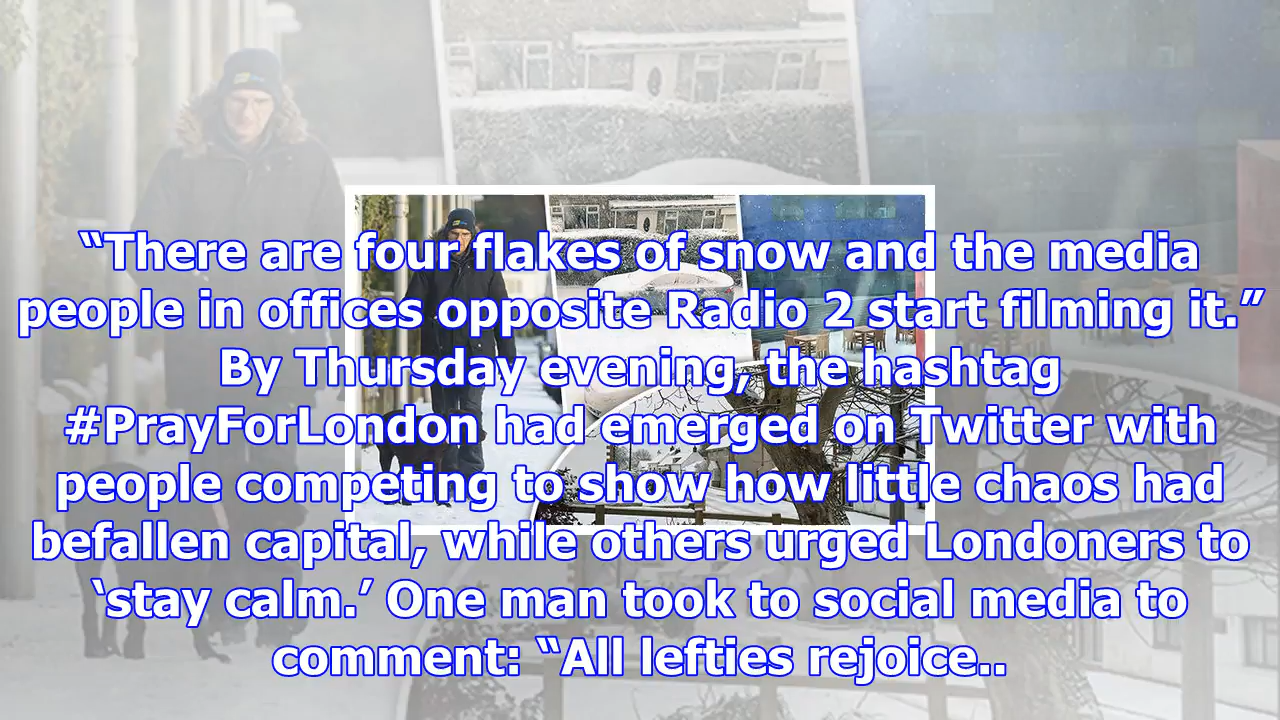 “There are four flakes of snow and the media
people in offices opposite Radio 2 start filming it.”
By Thursday evening, the hashtag
#PrayForLondon had emerged on Twitter with
people competing to show how little chaos had
befallen capital, while others urged Londoners to
‘stay calm.’ One man took to social media to
comment: “All lefties rejoice..